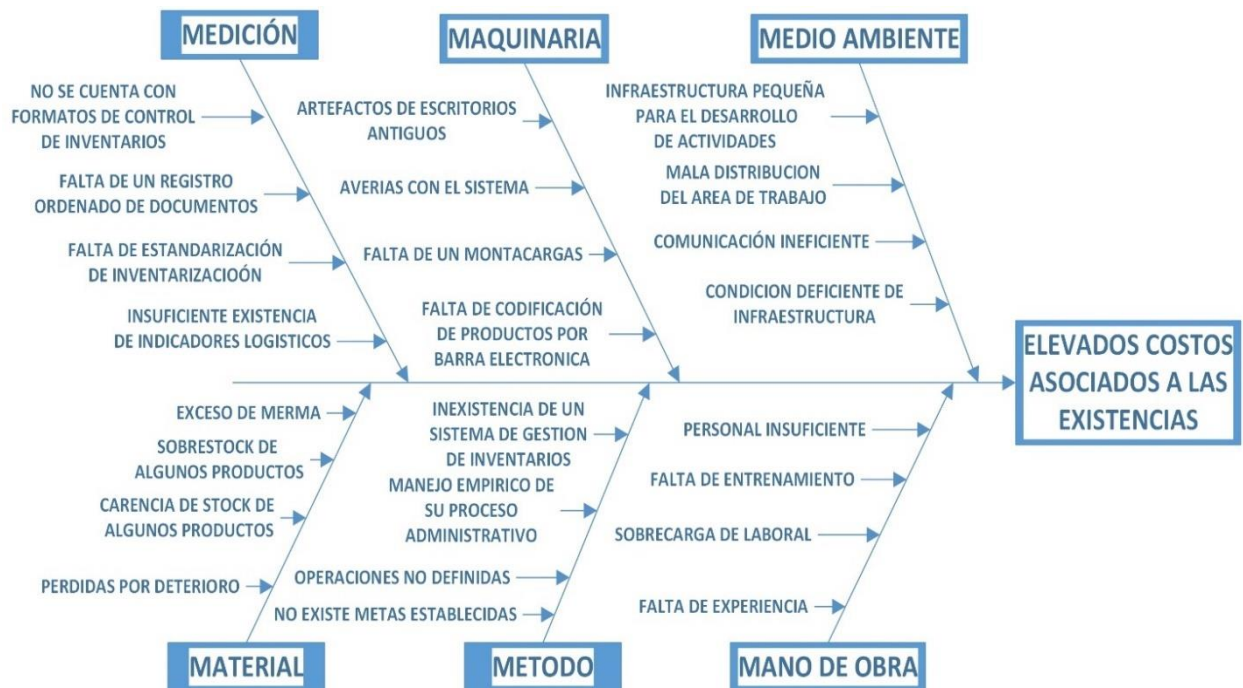 MEDICIÓN
MAQUINARIA
MEDIO AMBIENTE
NO SE CUENTA CON
FORMATOS DE CONTROL
DE INVENTARIOS
FALTA DE UN REGISTRO
ORDENADO DE DOCUMENTOS
FALTA DE ESTANDARIZACIÓN
DE INVENTARIZACIOÓN
INSUFICIENTE EXISTENCIA
DE INDICADORES LOGISTICOS
ARTEFACTOS DE ESCRITORIOS
ANTIGUOS
AVERIAS CON EL SISTEMA
FALTA DE UN MONTACARGAS
FALTA DE CODIFICACIÓN
DE PRODUCTOS POR
BARRA ELECTRONICA
INFRAESTRUCTURA PEQUEÑA
PARA EL DESARROLLO
DE ACTIVIDADES
MALA DISTRIBUCION
DEL AREA DE TRABAJO
COMUNICACIÓN INEFICIENTE
CONDICION DEFICIENTE DE
INFRAESTRUCTURA
ELEVADOS COSTOS
ASOCIADOS A LAS
EXISTENCIAS
EXCESO DE MERMA
SOBRESTOCK DE
ALGUNOS PRODUCTOS
CARENCIA DE STOCK DE
ALGUNOS PRODUCTOS
PERDIDAS POR DETERIORO
INEXISTENCIA DE UN
SISTEMA DE GESTION
DE INVENTARIOS
MANEJO EMPIRICO DE
SU PROCESO
ADMINISTRATIVO
OPERACIONES NO DEFINIDAS
NO EXISTE METAS ESTABLECIDAS
PERSONAL INSUFICIENTE
FALTA DE ENTRENAMIENTO
SOBRECARGA DE LABORAL
FALTA DE EXPERIENCIA
MATERIAL
METODO
MANO DE OBRA